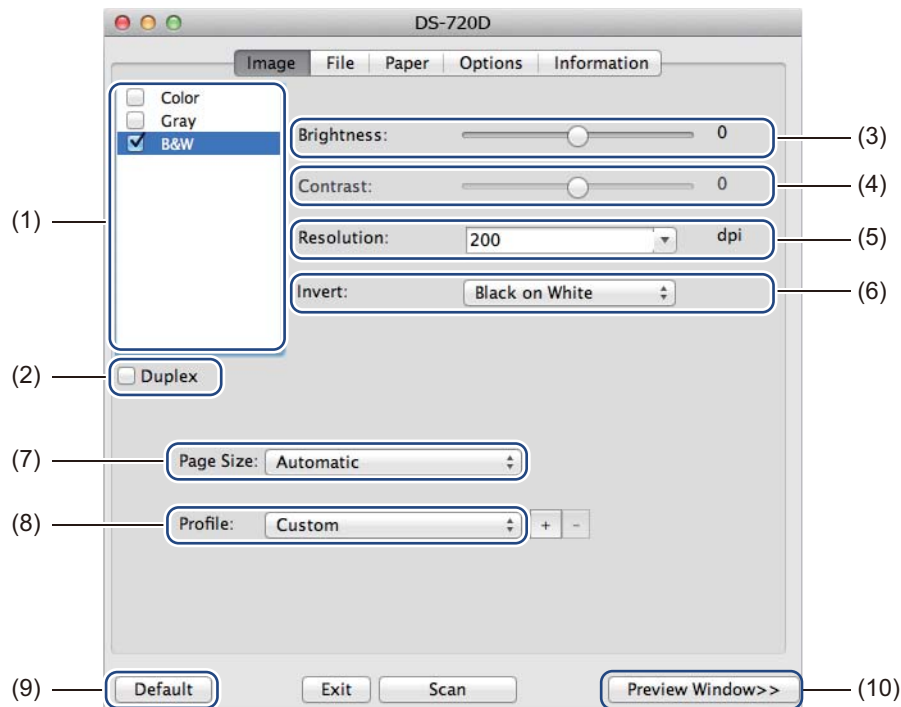 DS-720D
Image File Paper Options Information
Color
Gray
B&W
Brightness: 0 (3)
Contrast: 0 (4)
(1)
Resolution: 200 dpi (5)
Invert: Black on White (6)
(2) Duplex
(7) Page Size: Automatic
(8) Profile: Custom + -
(9) Default Exit Scan Preview Window>> (10)